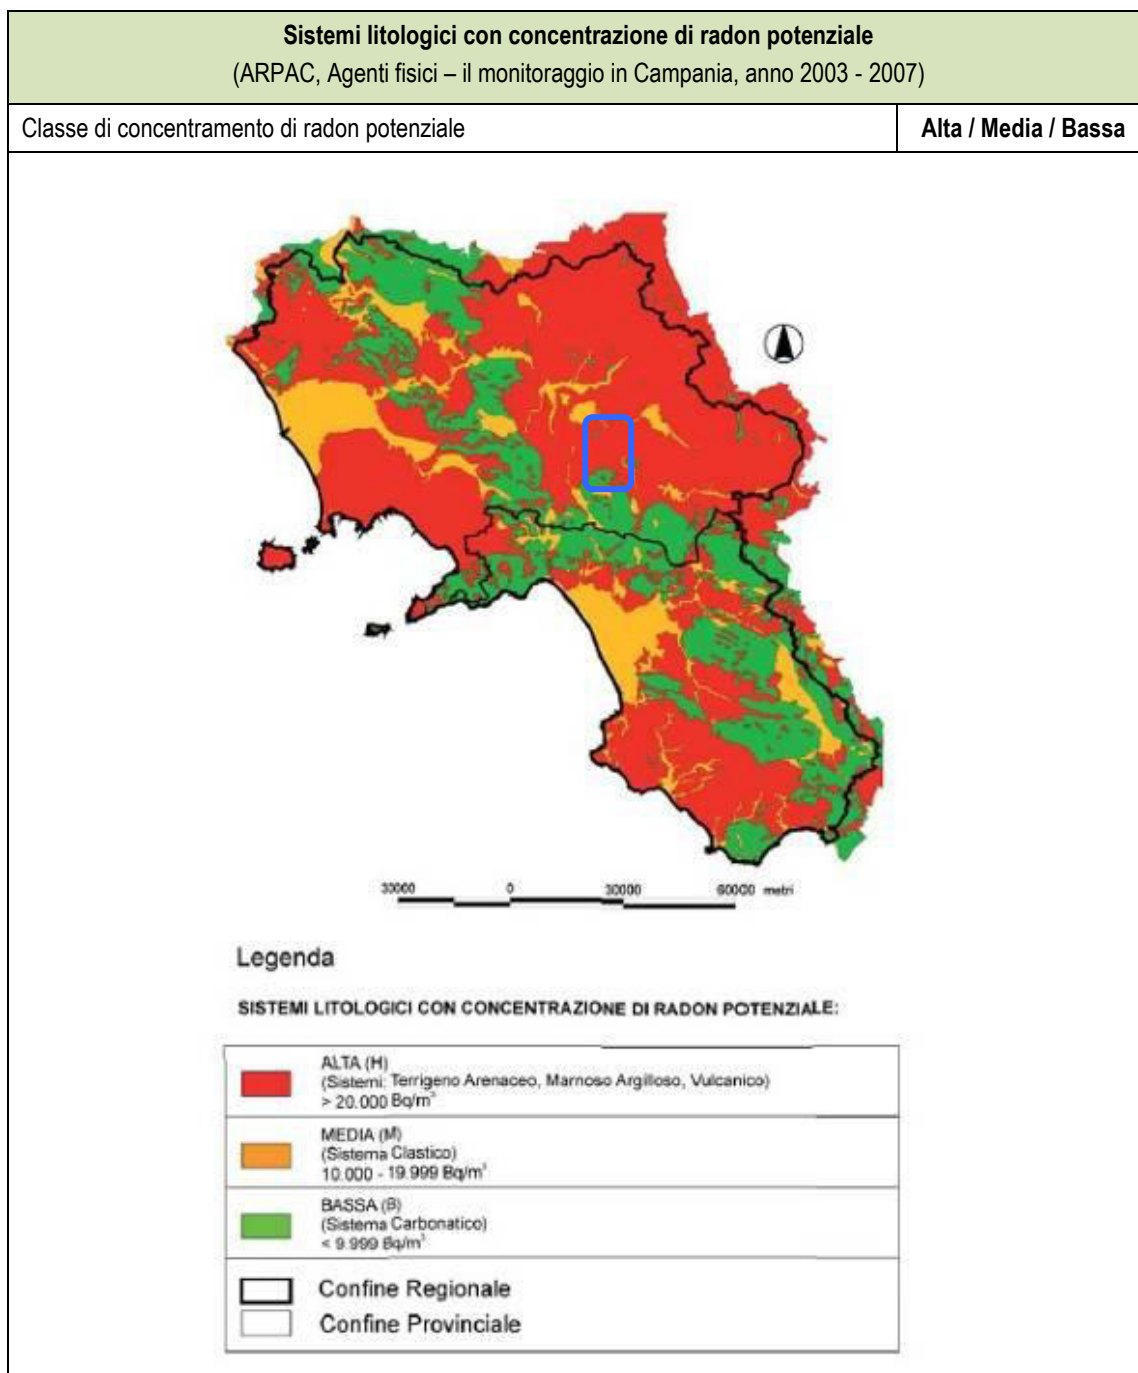 Sistemi litologici con concentrazione di radon potenziale
(ARPAC, Agenti fisici – il monitoraggio in Campania, anno 2003 - 2007)
Classe di concentramento di radon potenziale
Alta / Media / Bassa
30000 0 30000 60000 metri
Legenda
SISTEMI LITOLOGICI CON CONCENTRAZIONE DI RADON POTENZIALE:
ALTA (H)
(Sistemi: Terrigeno Arenaceo, Marnoso Argilloso, Vulcanico)
> 20.000 Bq/m³
MEDIA (M)
(Sistema Clastico)
10.000 - 19.999 Bq/m³
BASSA (B)
(Sistema Carbonatico)
< 9.999 Bq/m³
Confine Regionale
Confine Provinciale